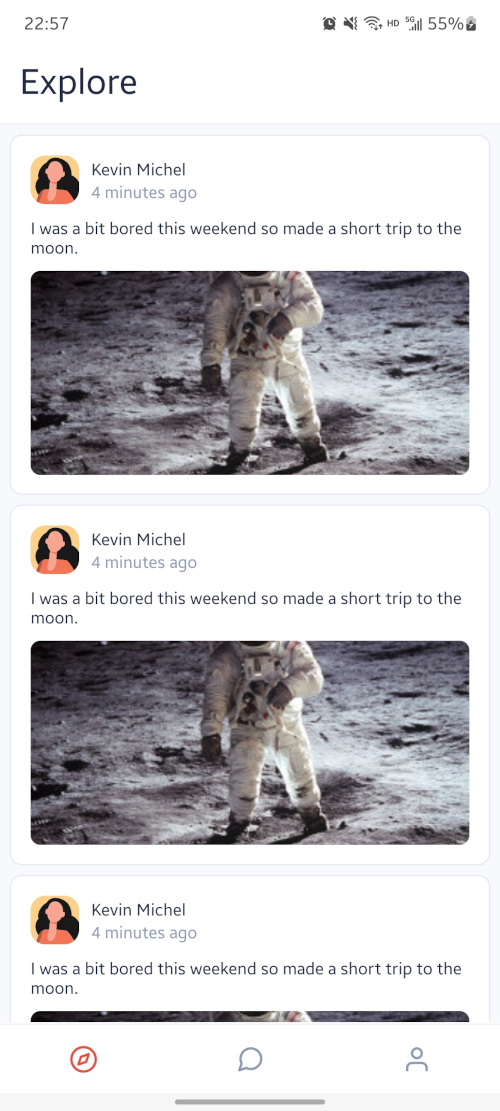 22:57 HD 5G 55%
Explore
Kevin Michel
4 minutes ago
I was a bit bored this weekend so made a short trip to the
moon.
Kevin Michel
4 minutes ago
I was a bit bored this weekend so made a short trip to the
moon.
Kevin Michel
4 minutes ago
I was a bit bored this weekend so made a short trip to the
moon.